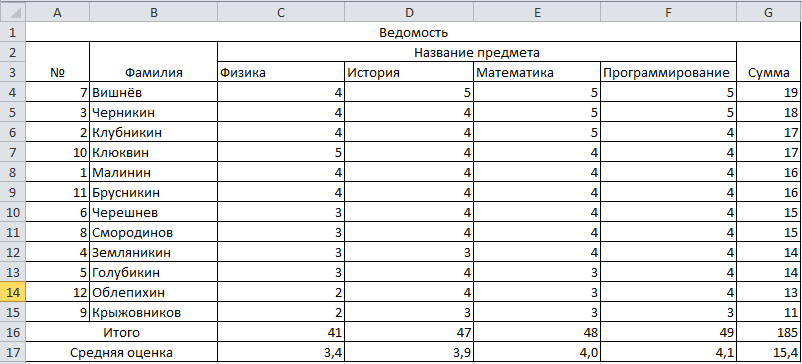 A B C D E F G
1 Ведомость
2 Название предмета
3 № Фамилия Физика История Математика Программирование Сумма
4 7 Вишнёв 4 5 5 5 19
5 3 Черникин 4 4 5 5 18
6 2 Клубникин 4 4 5 4 17
7 10 Клюквин 5 4 4 4 17
8 1 Малинин 4 4 4 4 16
9 11 Брусникин 4 4 4 4 16
10 6 Черешнев 3 4 4 4 15
11 8 Смородинов 3 4 4 4 15
12 4 Земляникин 3 3 4 4 14
13 5 Голубикин 3 4 3 4 14
14 12 Облепихин 2 4 3 4 13
15 9 Крыжовников 2 3 3 3 11
16 Итого 41 47 48 49 185
17 Средняя оценка 3,4 3,9 4,0 4,1 15,4